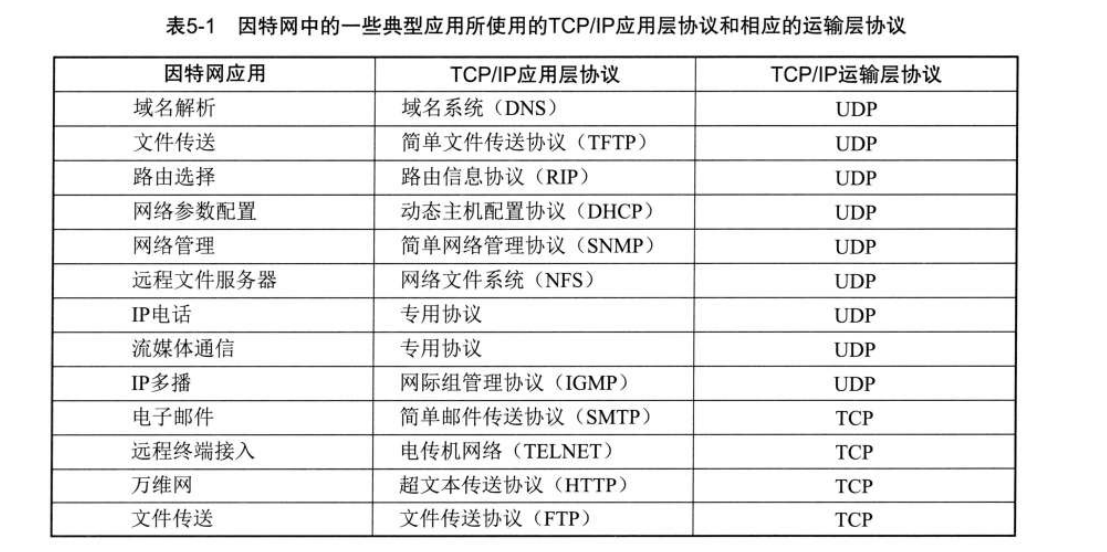 表5-1 因特网中的一些典型应用所使用的TCP/IP应用层协议和相应的运输层协议
因特网应用 TCP/IP应用层协议 TCP/IP运输层协议
域名解析 域名系统（DNS） UDP
文件传送 简单文件传送协议（TFTP） UDP
路由选择 路由信息协议（RIP） UDP
网络参数配置 动态主机配置协议（DHCP） UDP
网络管理 简单网络管理协议（SNMP） UDP
远程文件服务器 网络文件系统（NFS） UDP
IP电话 专用协议 UDP
流媒体通信 专用协议 UDP
IP多播 网际组管理协议（IGMP） UDP
电子邮件 简单邮件传送协议（SMTP） TCP
远程终端接入 电传机网络（TELNET） TCP
万维网 超文本传送协议（HTTP） TCP
文件传送 文件传送协议（FTP） TCP